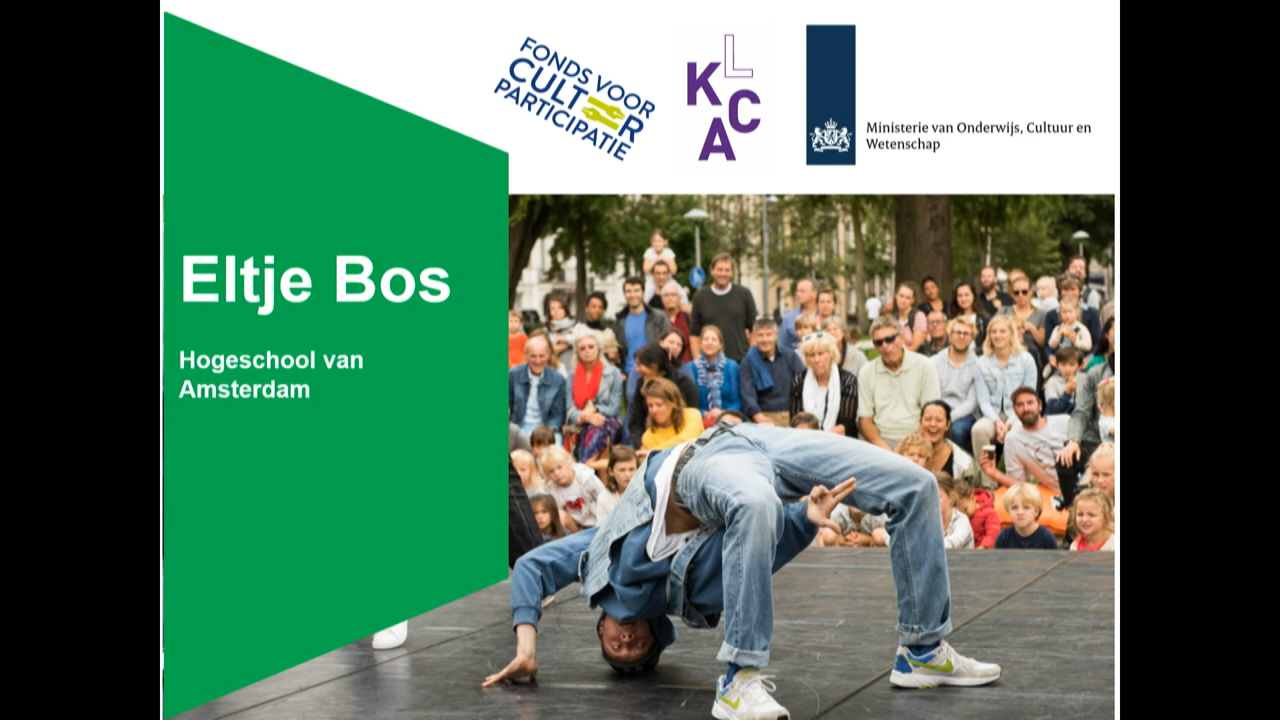 FONDS VOOR
CULTUUR
PARTICIPATIE
L
K
C
A
Ministerie van Onderwijs, Cultuur en
Wetenschap
Eltje Bos
Hogeschool van
Amsterdam